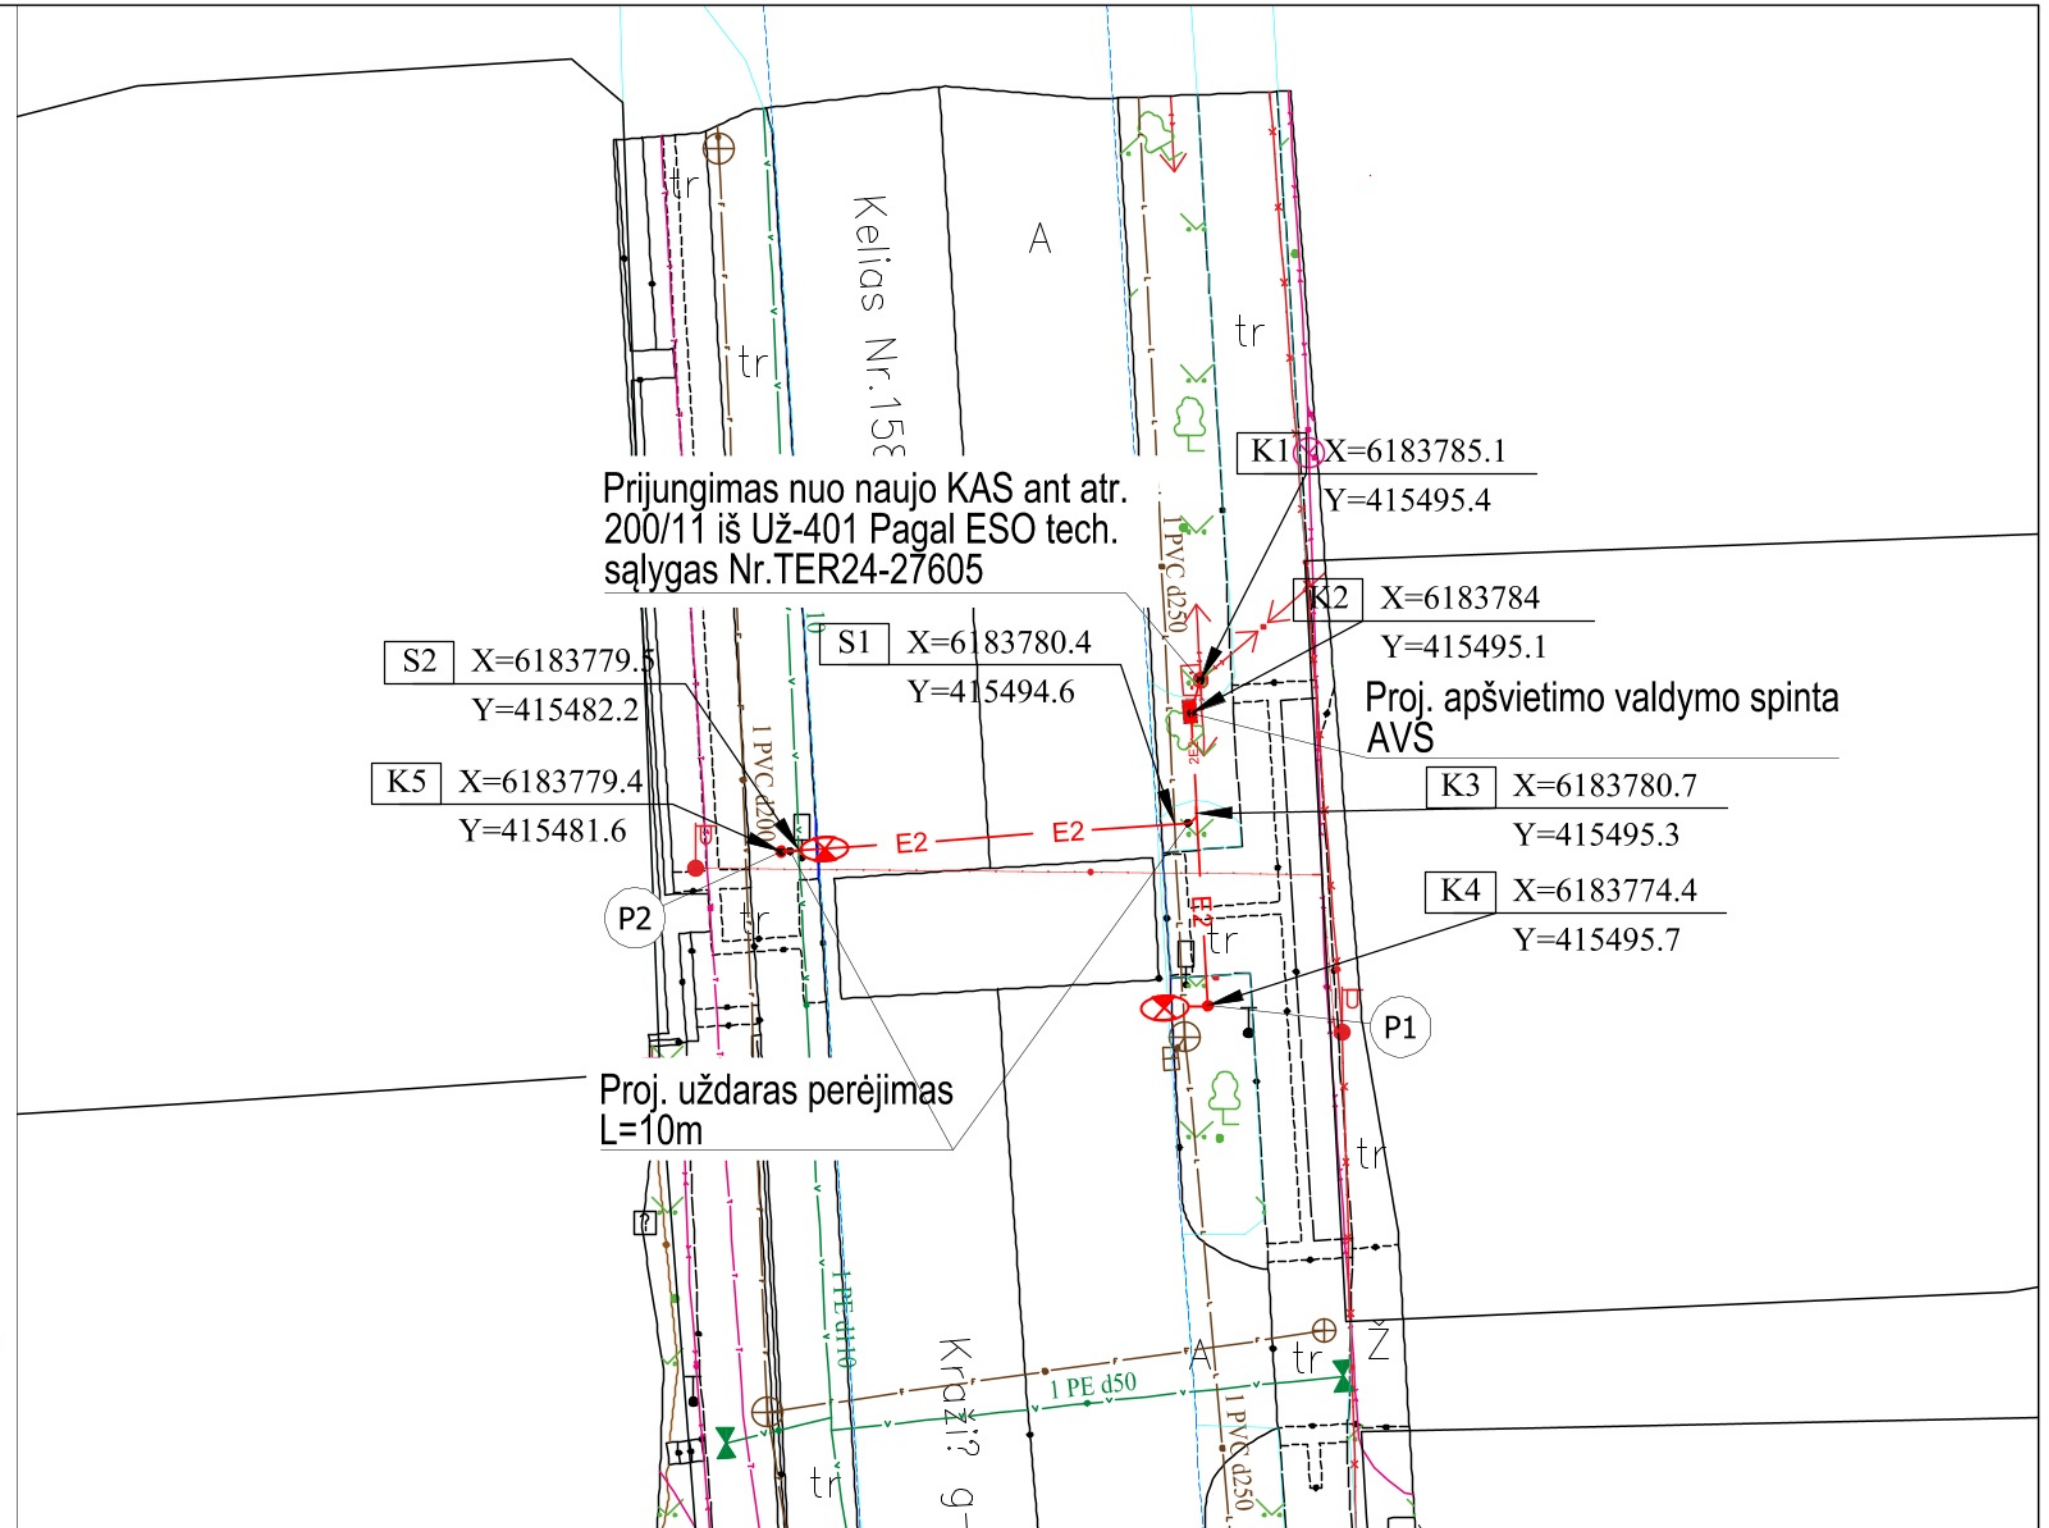 tr
A
tr
tr
Kelias Nr.158
K1 X=6183785.1
Y=415495.4
Prijungimas nuo naujo KAS ant atr.
200/11 iš Už-401 Pagal ESO tech.
sąlygas Nr.TER24-27605
1 PVC d250
K2 X=6183784
Y=415495.1
S1 X=6183780.4
Y=415494.6
S2 X=6183779.5
Y=415482.2
Proj. apšvietimo valdymo spinta
AVS
1 PVC d200
K5 X=6183779.4
Y=415481.6
K3 X=6183780.7
Y=415495.3
E2 E2
E2
K4 X=6183774.4
Y=415495.7
P2
tr
tr
P1
Proj. uždaras perėjimas
L=10m
tr
?
1 PE d110
Kraži? g-
A
tr
Ž
1 PE d50
1 PVC d250
tr